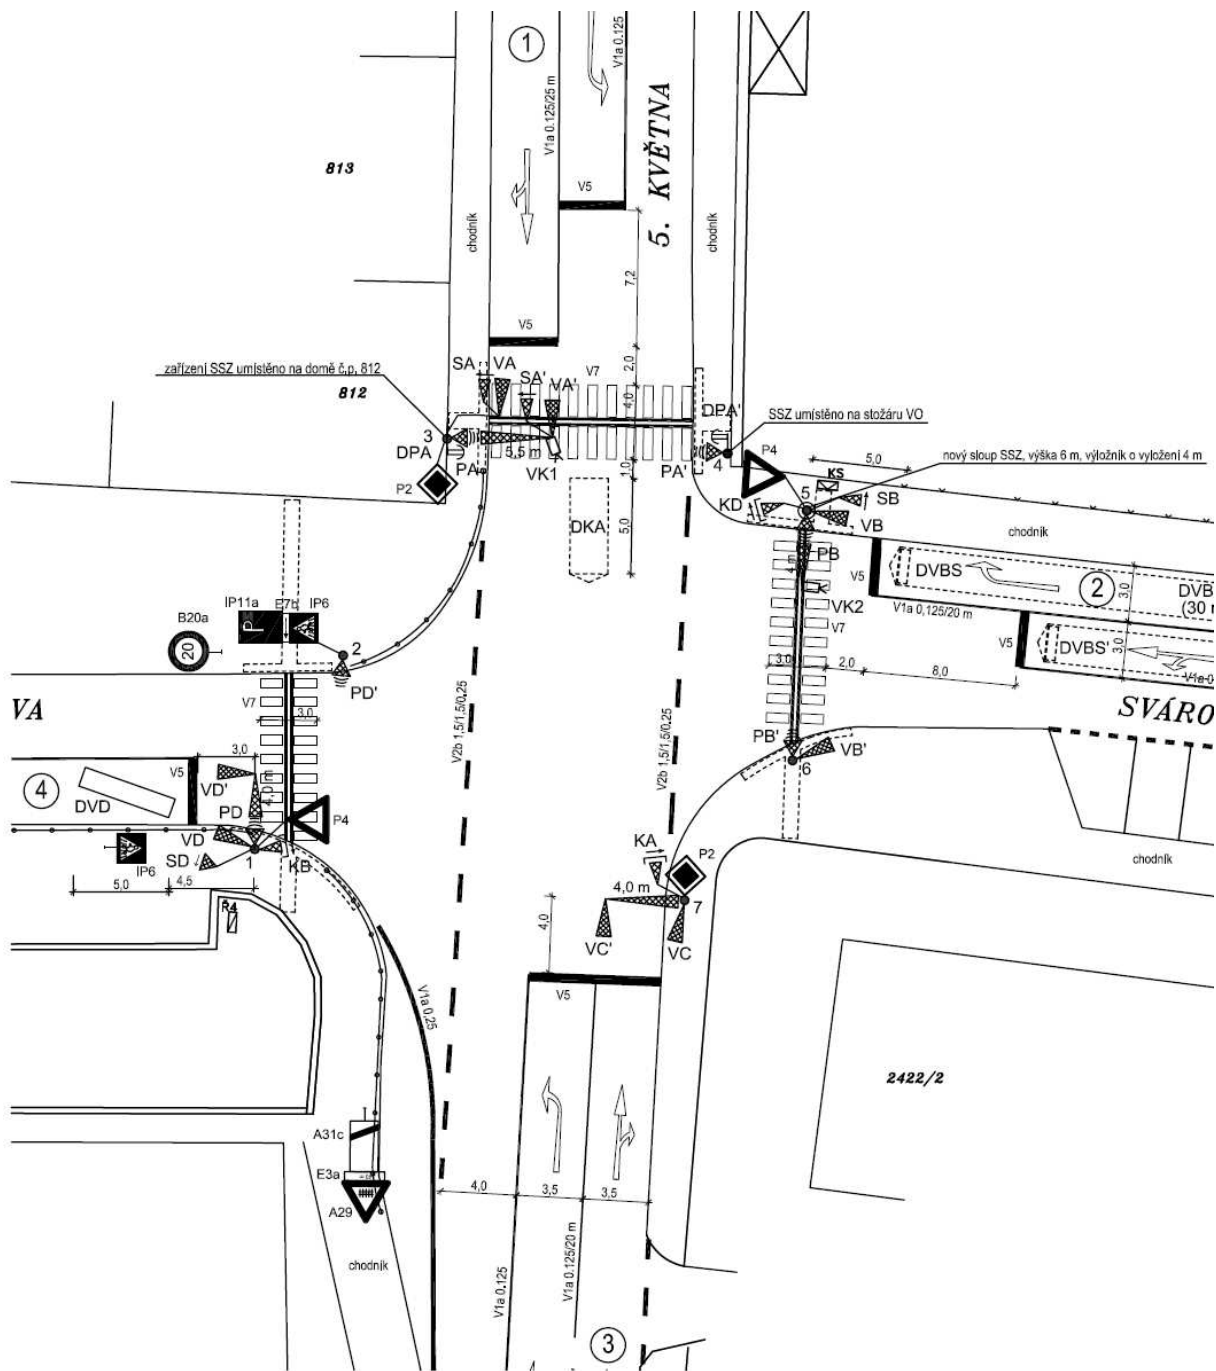 1
V1a 0.125/25 m
V1a 0.125
5. KVĚTNA
813
chodník
chodník
V5
7,2
V5
2,0
zařízení SSZ umístěno na domě č.p. 812
812
SA
VA
SA'
VA'
V7
4,0
DPA'
SSZ umístěno na stožáru VO
3
DPA
PA
5,5 m
VK1
PA'
4
P4
5,0
nový sloup SSZ, výška 6 m, výložník o vyložení 4 m
P2
1,0
KS
5
SB
KD
VB
DKA
5,0
chodník
PB
4 m
V5
DVBS
2
3,0
DVB
(30
VK2
V1a 0,125/20 m
V7
IP11a
E7b
IP6
B20a
P
20
2
V5
DVBS'
3,0
PD'
3,0
2,0
8,0
VA
V7
3,0
SVÁRO
V2b 1,5/1,5/0.25
V2b 1,5/1,5/0.25
PB'
VB'
6
3,0
V5
VD'
4
DVD
4,0 m
PD
P4
VD
SD
1
KB
IP6
KA
P2
chodník
5,0
4,5
4,0 m
7
R4
4,0
VC'
VC
V5
V1a 0,25
2422/2
A31c
E3a
A29
4,0
3,5
3,5
chodník
V1a 0.125
V1a 0.125/20 m
3